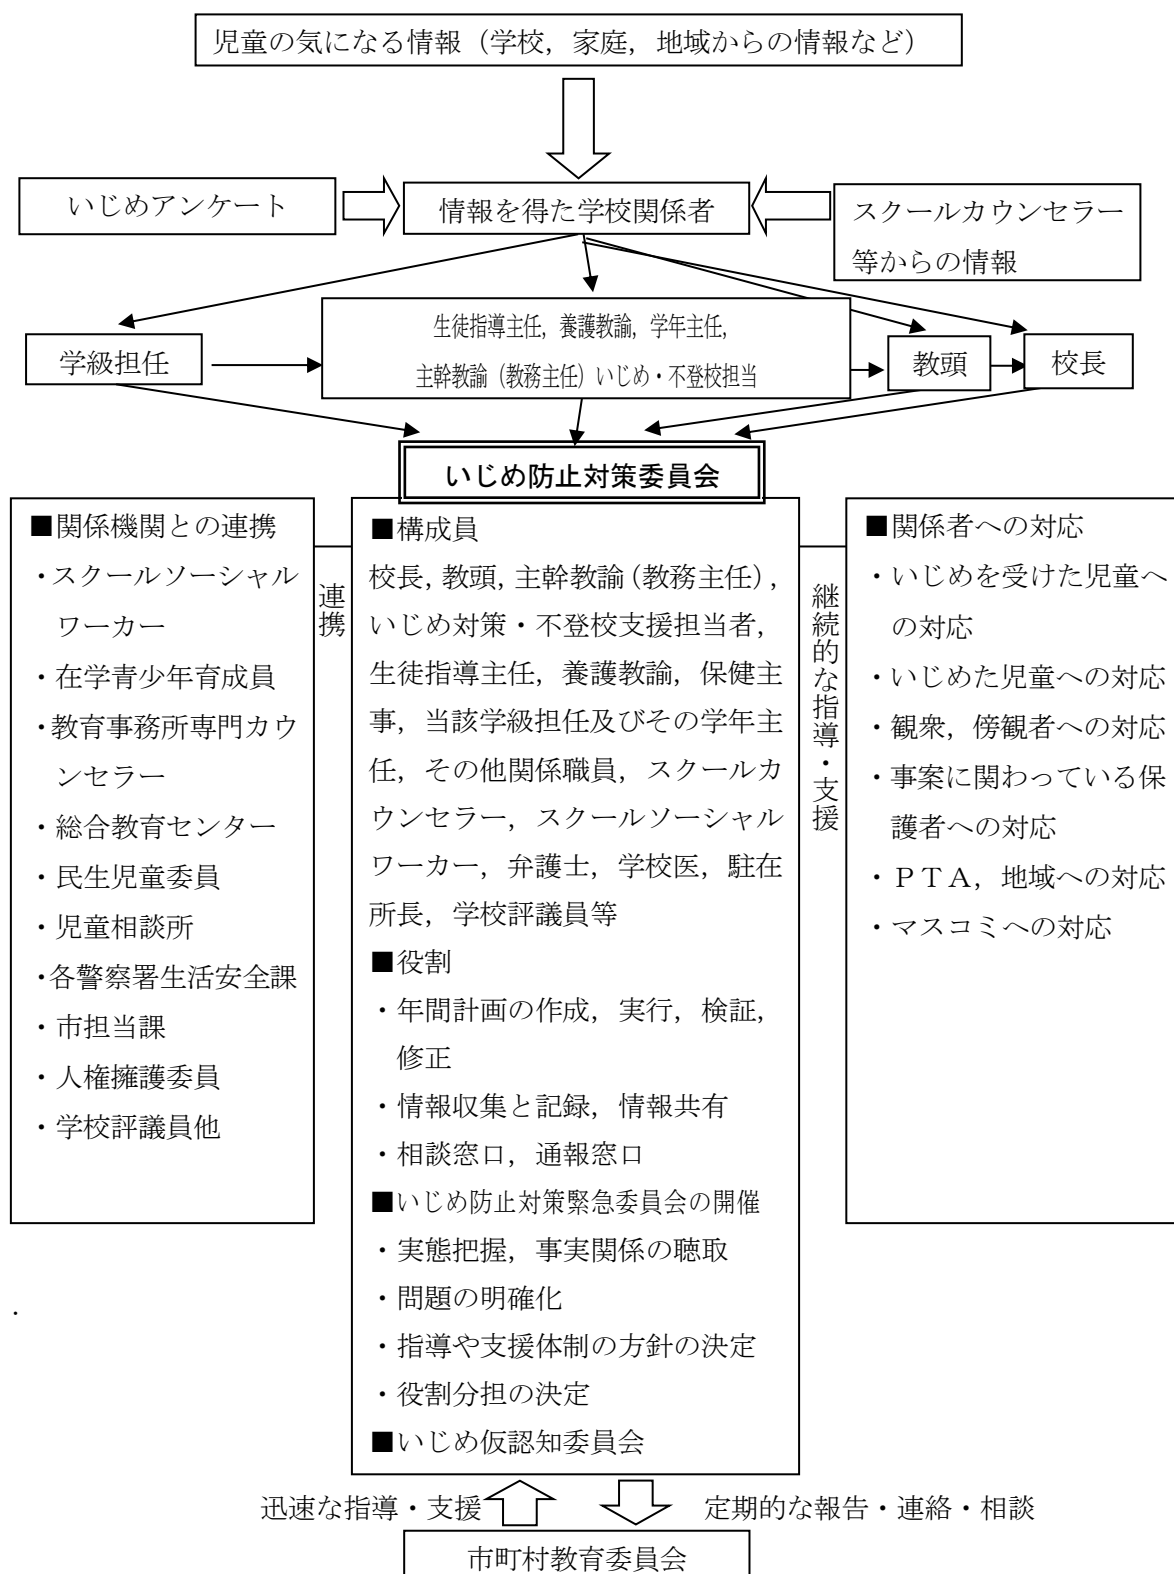 児童の気になる情報（学校，家庭，地域からの情報など）
いじめアンケート
情報を得た学校関係者
スクールカウンセラー
等からの情報
学級担任
生徒指導主任，養護教諭，学年主任，
主幹教諭（教務主任）いじめ・不登校担当
教頭
校長
いじめ防止対策委員会
■関係機関との連携
・スクールソーシャル
ワーカー
・在学青少年育成員
・教育事務所専門カウ
ンセラー
・総合教育センター
・民生児童委員
・児童相談所
・各警察署生活安全課
・市担当課
・人権擁護委員
・学校評議員他
連携
■構成員
校長，教頭，主幹教諭（教務主任），
いじめ対策・不登校支援担当者，
生徒指導主任，養護教諭，保健主
事，当該学級担任及びその学年主
任，その他関係職員，スクールカ
ウンセラー，スクールソーシャル
ワーカー，弁護士，学校医，駐在
所長，学校評議員等
■役割
・年間計画の作成，実行，検証，
修正
・情報収集と記録，情報共有
・相談窓口，通報窓口
■いじめ防止対策緊急委員会の開催
・実態把握，事実関係の聴取
・問題の明確化
・指導や支援体制の方針の決定
・役割分担の決定
■いじめ仮認知委員会
継続的な指導・支援
■関係者への対応
・いじめを受けた児童へ
の対応
・いじめた児童への対応
・観衆，傍観者への対応
・事案に関わっている保
護者への対応
・ＰＴＡ，地域への対応
・マスコミへの対応
.
迅速な指導・支援
定期的な報告・連絡・相談
市町村教育委員会